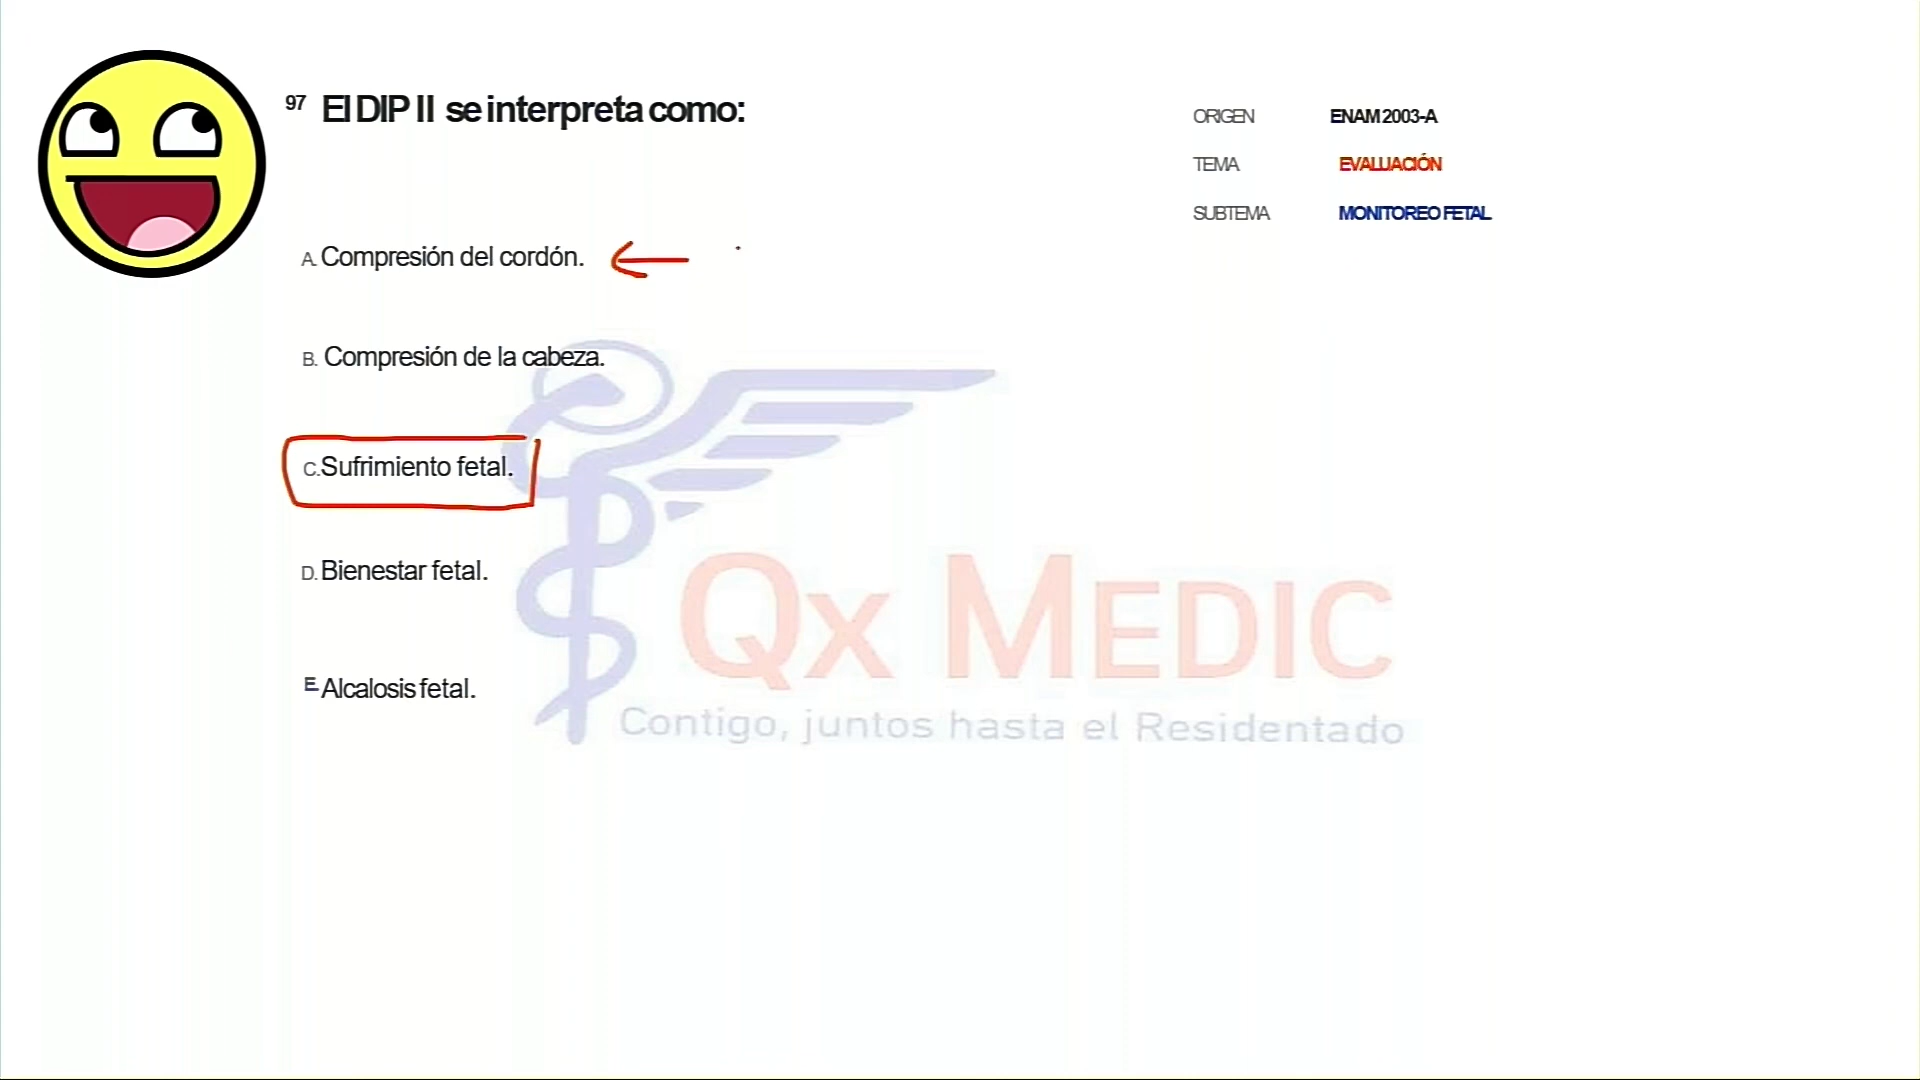 97 El DIP II se interpreta como:
ORIGEN ENAM 2003-A
TEMA EVALUACIÓN
SUBTEMA MONITOREO FETAL
A. Compresión del cordón.
B. Compresión de la cabeza.
C. Sufrimiento fetal.
D. Bienestar fetal.
E. Alcalosis fetal.
QX MEDIC
Contigo, juntos hasta el Residentado